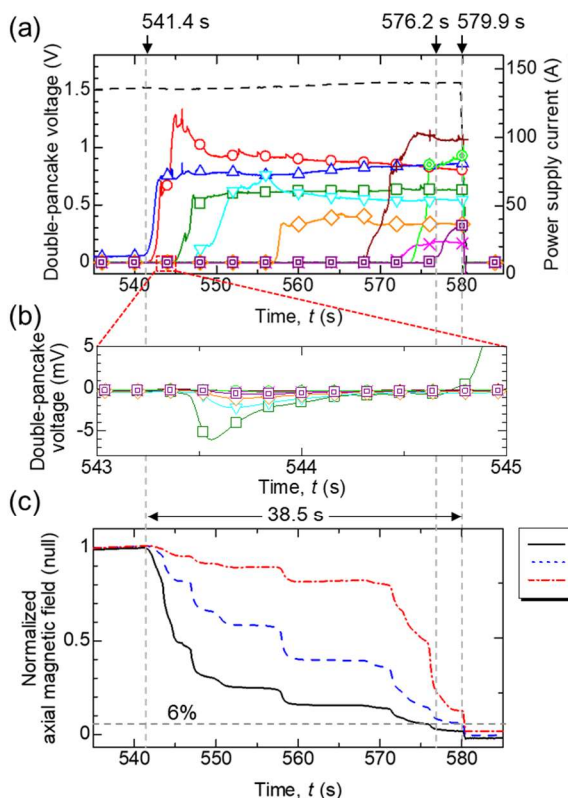 541.4 s 576.2 s 579.9 s
(a)
Double-pancake voltage (V)
1.5
1
0.5
0
Power supply current (A)
150
100
50
0
540 550 560 570 580
Time, t (s)
(b)
Double-pancake
voltage (mV)
5
0
-5
543 544 545
Time, t (s)
(c)
38.5 s
Normalized
axial magnetic field (null)
1
0.5
0
6%
540 550 560 570 580
Time, t (s)